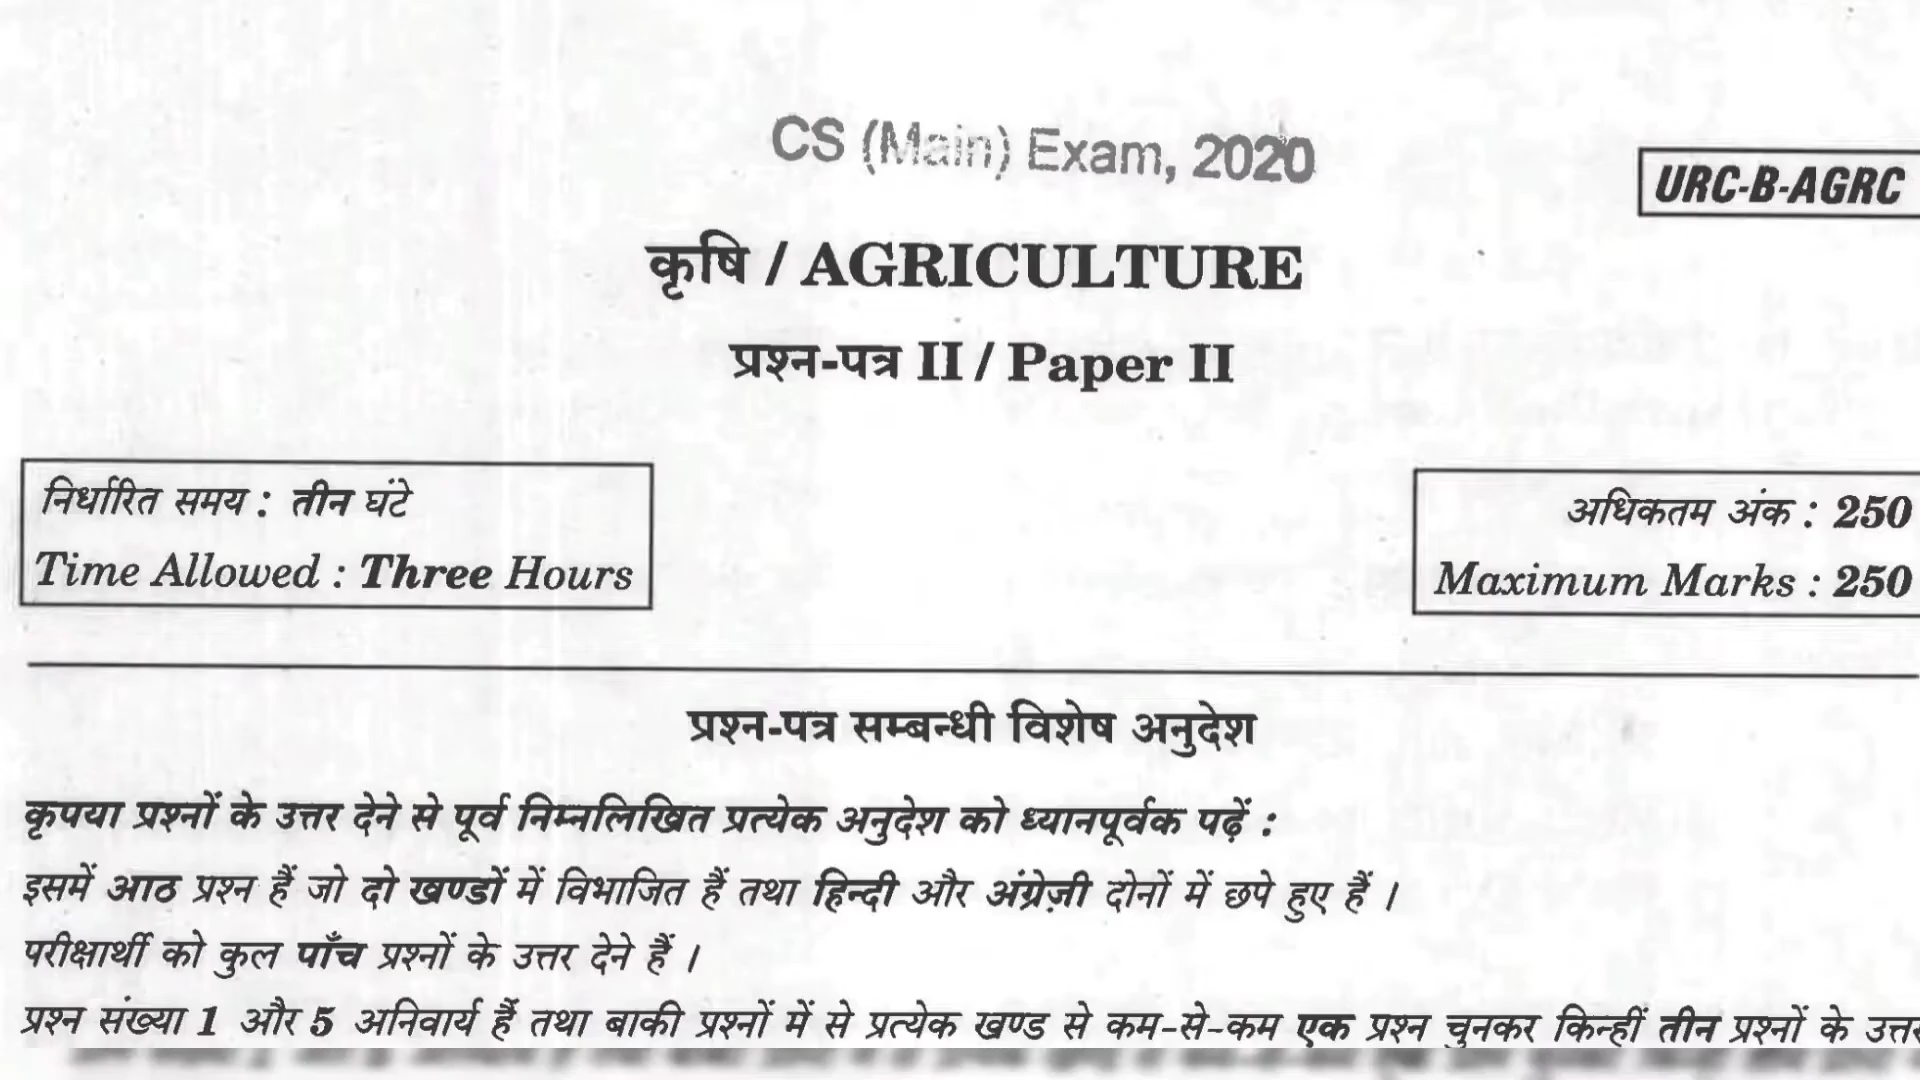 CS (Main) Exam, 2020
URC-B-AGRC
कृषि / AGRICULTURE
प्रश्न-पत्र II / Paper II
निर्धारित समय : तीन घंटे
Time Allowed : Three Hours
अधिकतम अंक : 250
Maximum Marks : 250
प्रश्न-पत्र सम्बन्धी विशेष अनुदेश
कृपया प्रश्नों के उत्तर देने से पूर्व निम्नलिखित प्रत्येक अनुदेश को ध्यानपूर्वक पढ़ें :
इसमें आठ प्रश्न हैं जो दो खण्डों में विभाजित हैं तथा हिन्दी और अंग्रेज़ी दोनों में छपे हुए हैं ।
परीक्षार्थी को कुल पाँच प्रश्नों के उत्तर देने हैं ।
प्रश्न संख्या 1 और 5 अनिवार्य हैं तथा बाकी प्रश्नों में से प्रत्येक खण्ड से कम-से-कम एक प्रश्न चुनकर किन्हीं तीन प्रश्नों के उत्तर